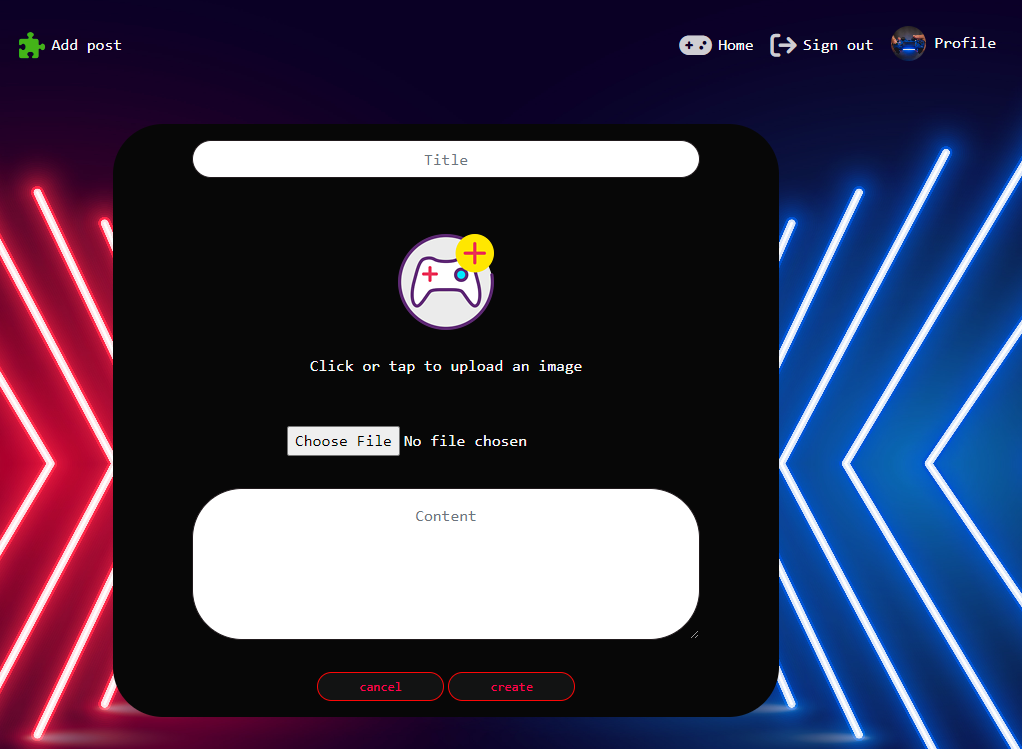 Add post
Home
Sign out
Profile
Title
Click or tap to upload an image
Choose File No file chosen
Content
cancel
create